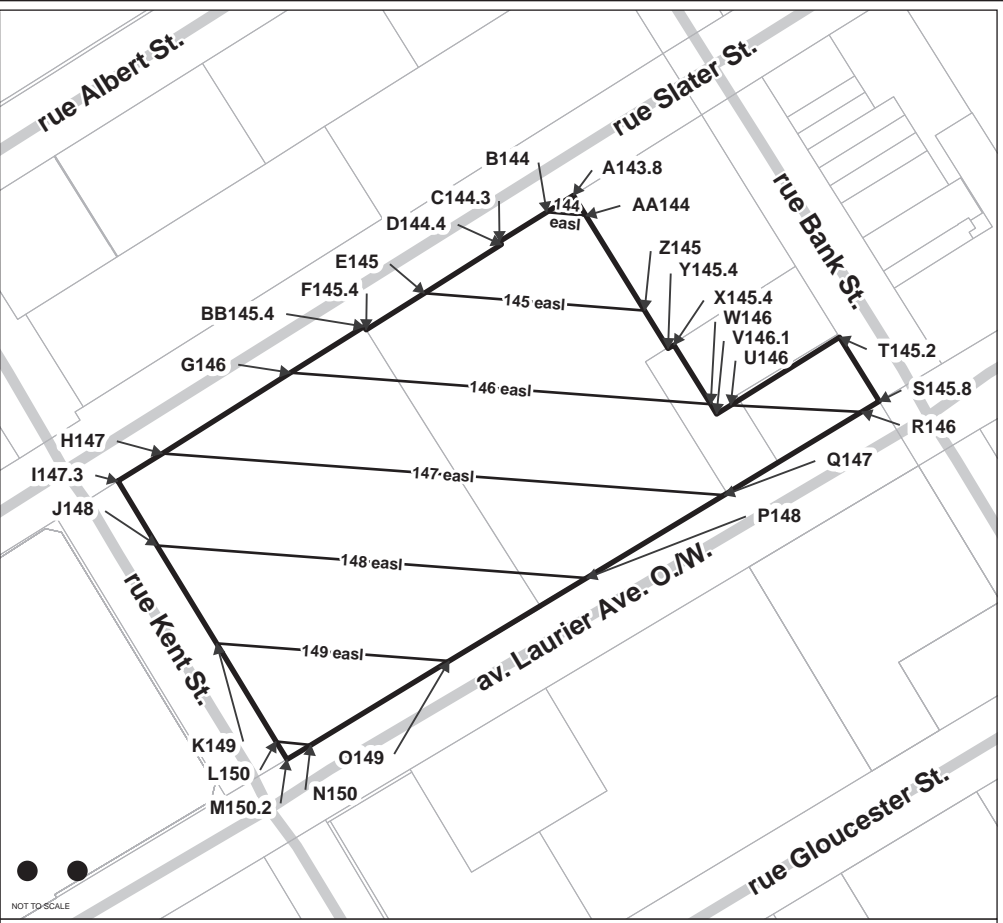 rue Albert St.
rue Slater St.
B144
A143.8
C144.3
144
easl
AA144
D144.4
rue Bank St.
E145
Z145
Y145.4
F145.4
145 easl
X145.4
BB145.4
W146
V146.1
U146
T145.2
G146
146 easl
S145.8
R146
H147
Q147
I147.3
147 easl
J148
P148
148 easl
rue Kent St.
149 easl
av. Laurier Ave. O./W.
K149
O149
L150
N150
M150.2
rue Gloucester St.
NOT TO SCALE